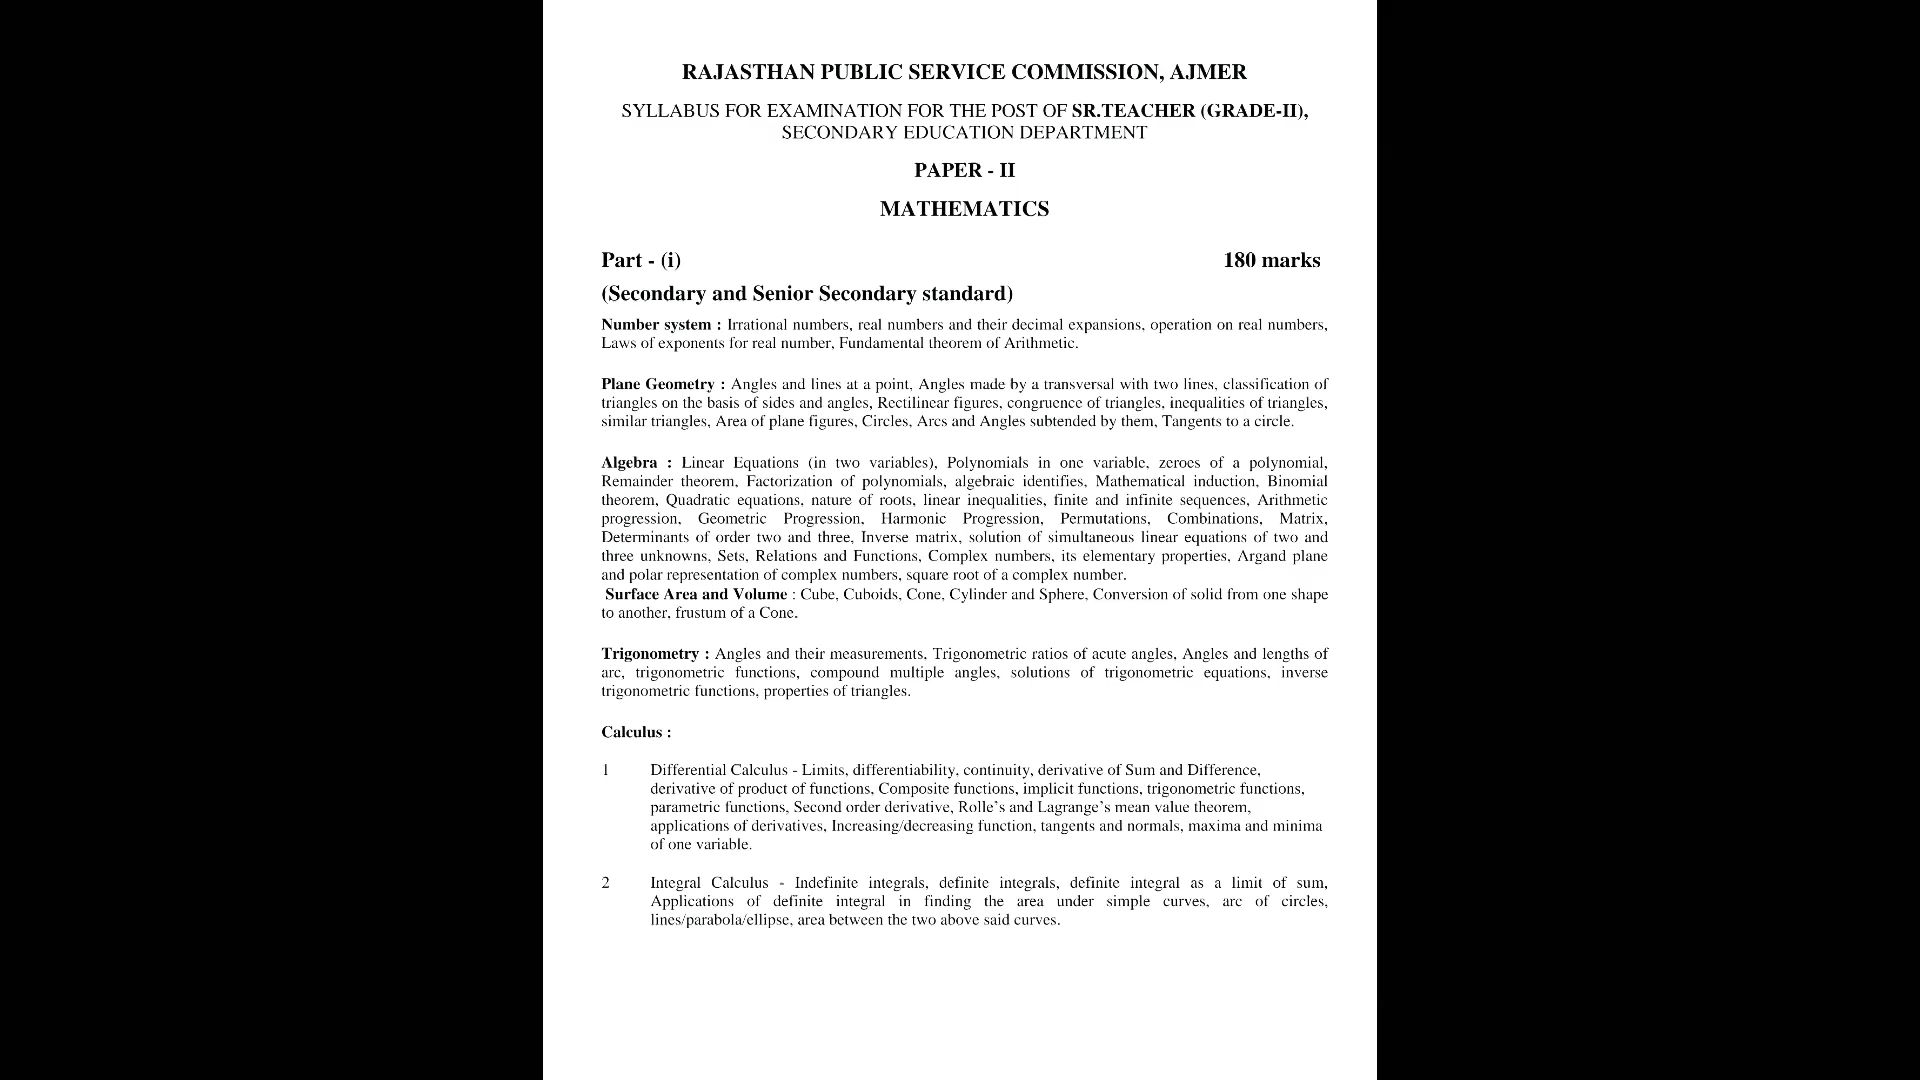 RAJASTHAN PUBLIC SERVICE COMMISSION, AJMER
SYLLABUS FOR EXAMINATION FOR THE POST OF SR.TEACHER (GRADE-II),
SECONDARY EDUCATION DEPARTMENT
PAPER - II
MATHEMATICS
Part - (i) 180 marks
(Secondary and Senior Secondary standard)
Number system : Irrational numbers, real numbers and their decimal expansions, operation on real numbers,
Laws of exponents for real number, Fundamental theorem of Arithmetic.
Plane Geometry : Angles and lines at a point, Angles made by a transversal with two lines, classification of
triangles on the basis of sides and angles, Rectilinear figures, congruence of triangles, inequalities of triangles,
similar triangles, Area of plane figures, Circles, Arcs and Angles subtended by them, Tangents to a circle.
Algebra : Linear Equations (in two variables), Polynomials in one variable, zeroes of a polynomial,
Remainder theorem, Factorization of polynomials, algebraic identifies, Mathematical induction, Binomial
theorem, Quadratic equations, nature of roots, linear inequalities, finite and infinite sequences, Arithmetic
progression, Geometric Progression, Harmonic Progression, Permutations, Combinations, Matrix,
Determinants of order two and three, Inverse matrix, solution of simultaneous linear equations of two and
three unknowns, Sets, Relations and Functions, Complex numbers, its elementary properties, Argand plane
and polar representation of complex numbers, square root of a complex number.
Surface Area and Volume : Cube, Cuboids, Cone, Cylinder and Sphere, Conversion of solid from one shape
to another, frustum of a Cone.
Trigonometry : Angles and their measurements, Trigonometric ratios of acute angles, Angles and lengths of
arc, trigonometric functions, compound multiple angles, solutions of trigonometric equations, inverse
trigonometric functions, properties of triangles.
Calculus :
1 Differential Calculus - Limits, differentiability, continuity, derivative of Sum and Difference,
derivative of product of functions, Composite functions, implicit functions, trigonometric functions,
parametric functions, Second order derivative, Rolle’s and Lagrange’s mean value theorem,
applications of derivatives, Increasing/decreasing function, tangents and normals, maxima and minima
of one variable.
2 Integral Calculus - Indefinite integrals, definite integrals, definite integral as a limit of sum,
Applications of definite integral in finding the area under simple curves, arc of circles,
lines/parabola/ellipse, area between the two above said curves.